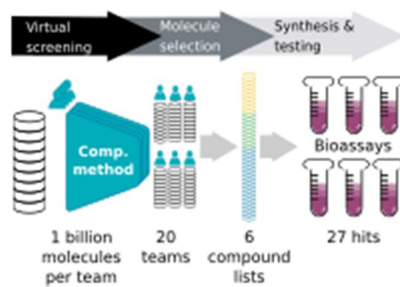 Virtual
screening
Molecule
selection
Synthesis &
testing
Comp.
method
Bioassays
1 billion
molecules
per team
20
teams
6
compound
lists
27 hits